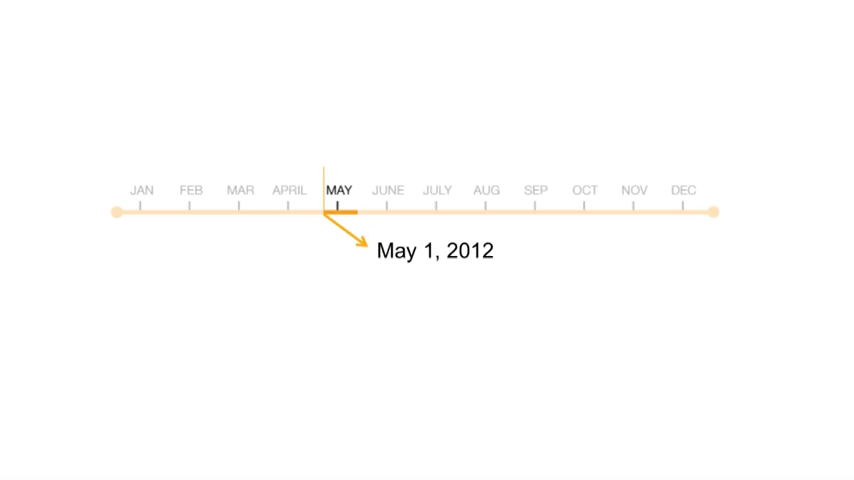 JAN FEB MAR APRIL MAY JUNE JULY AUG SEP OCT NOV DEC
May 1, 2012